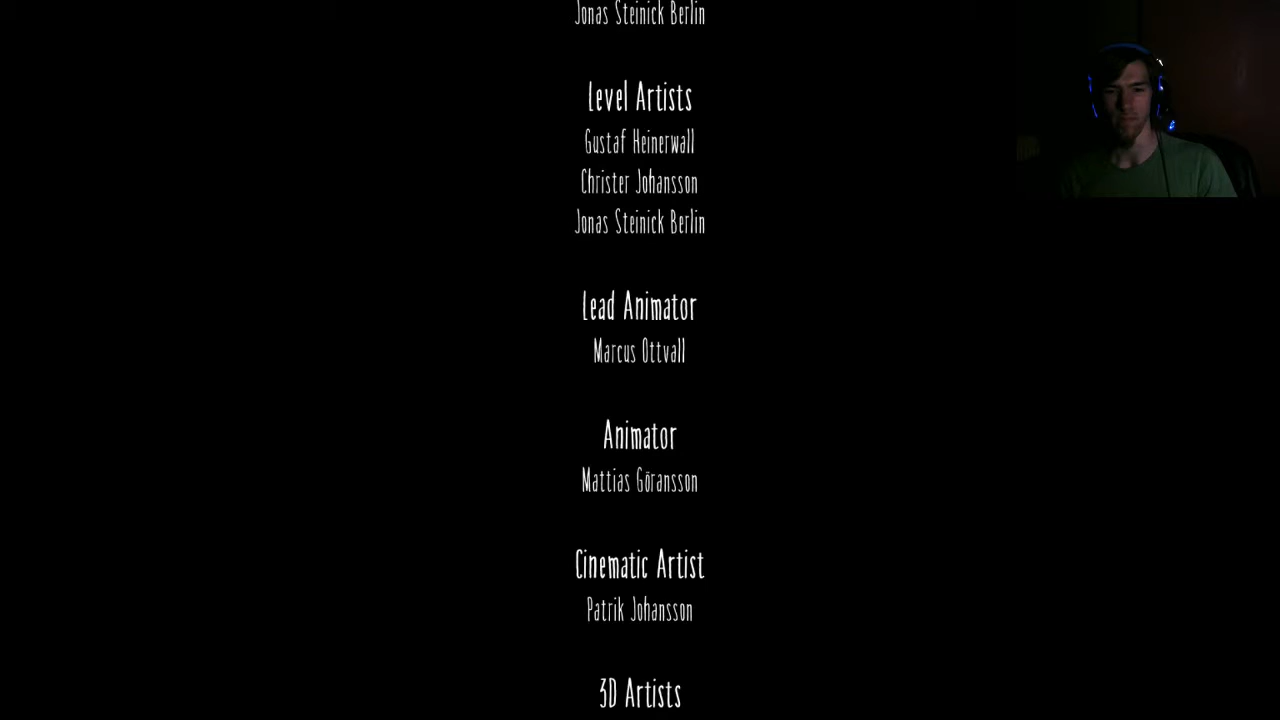 Jonas Steinick Berlin
Level Artists
Gustaf Heinerwall
Christer Johansson
Jonas Steinick Berlin
Lead Animator
Marcus Ottvall
Animator
Mattias Göransson
Cinematic Artist
Patrik Johansson
3D Artists